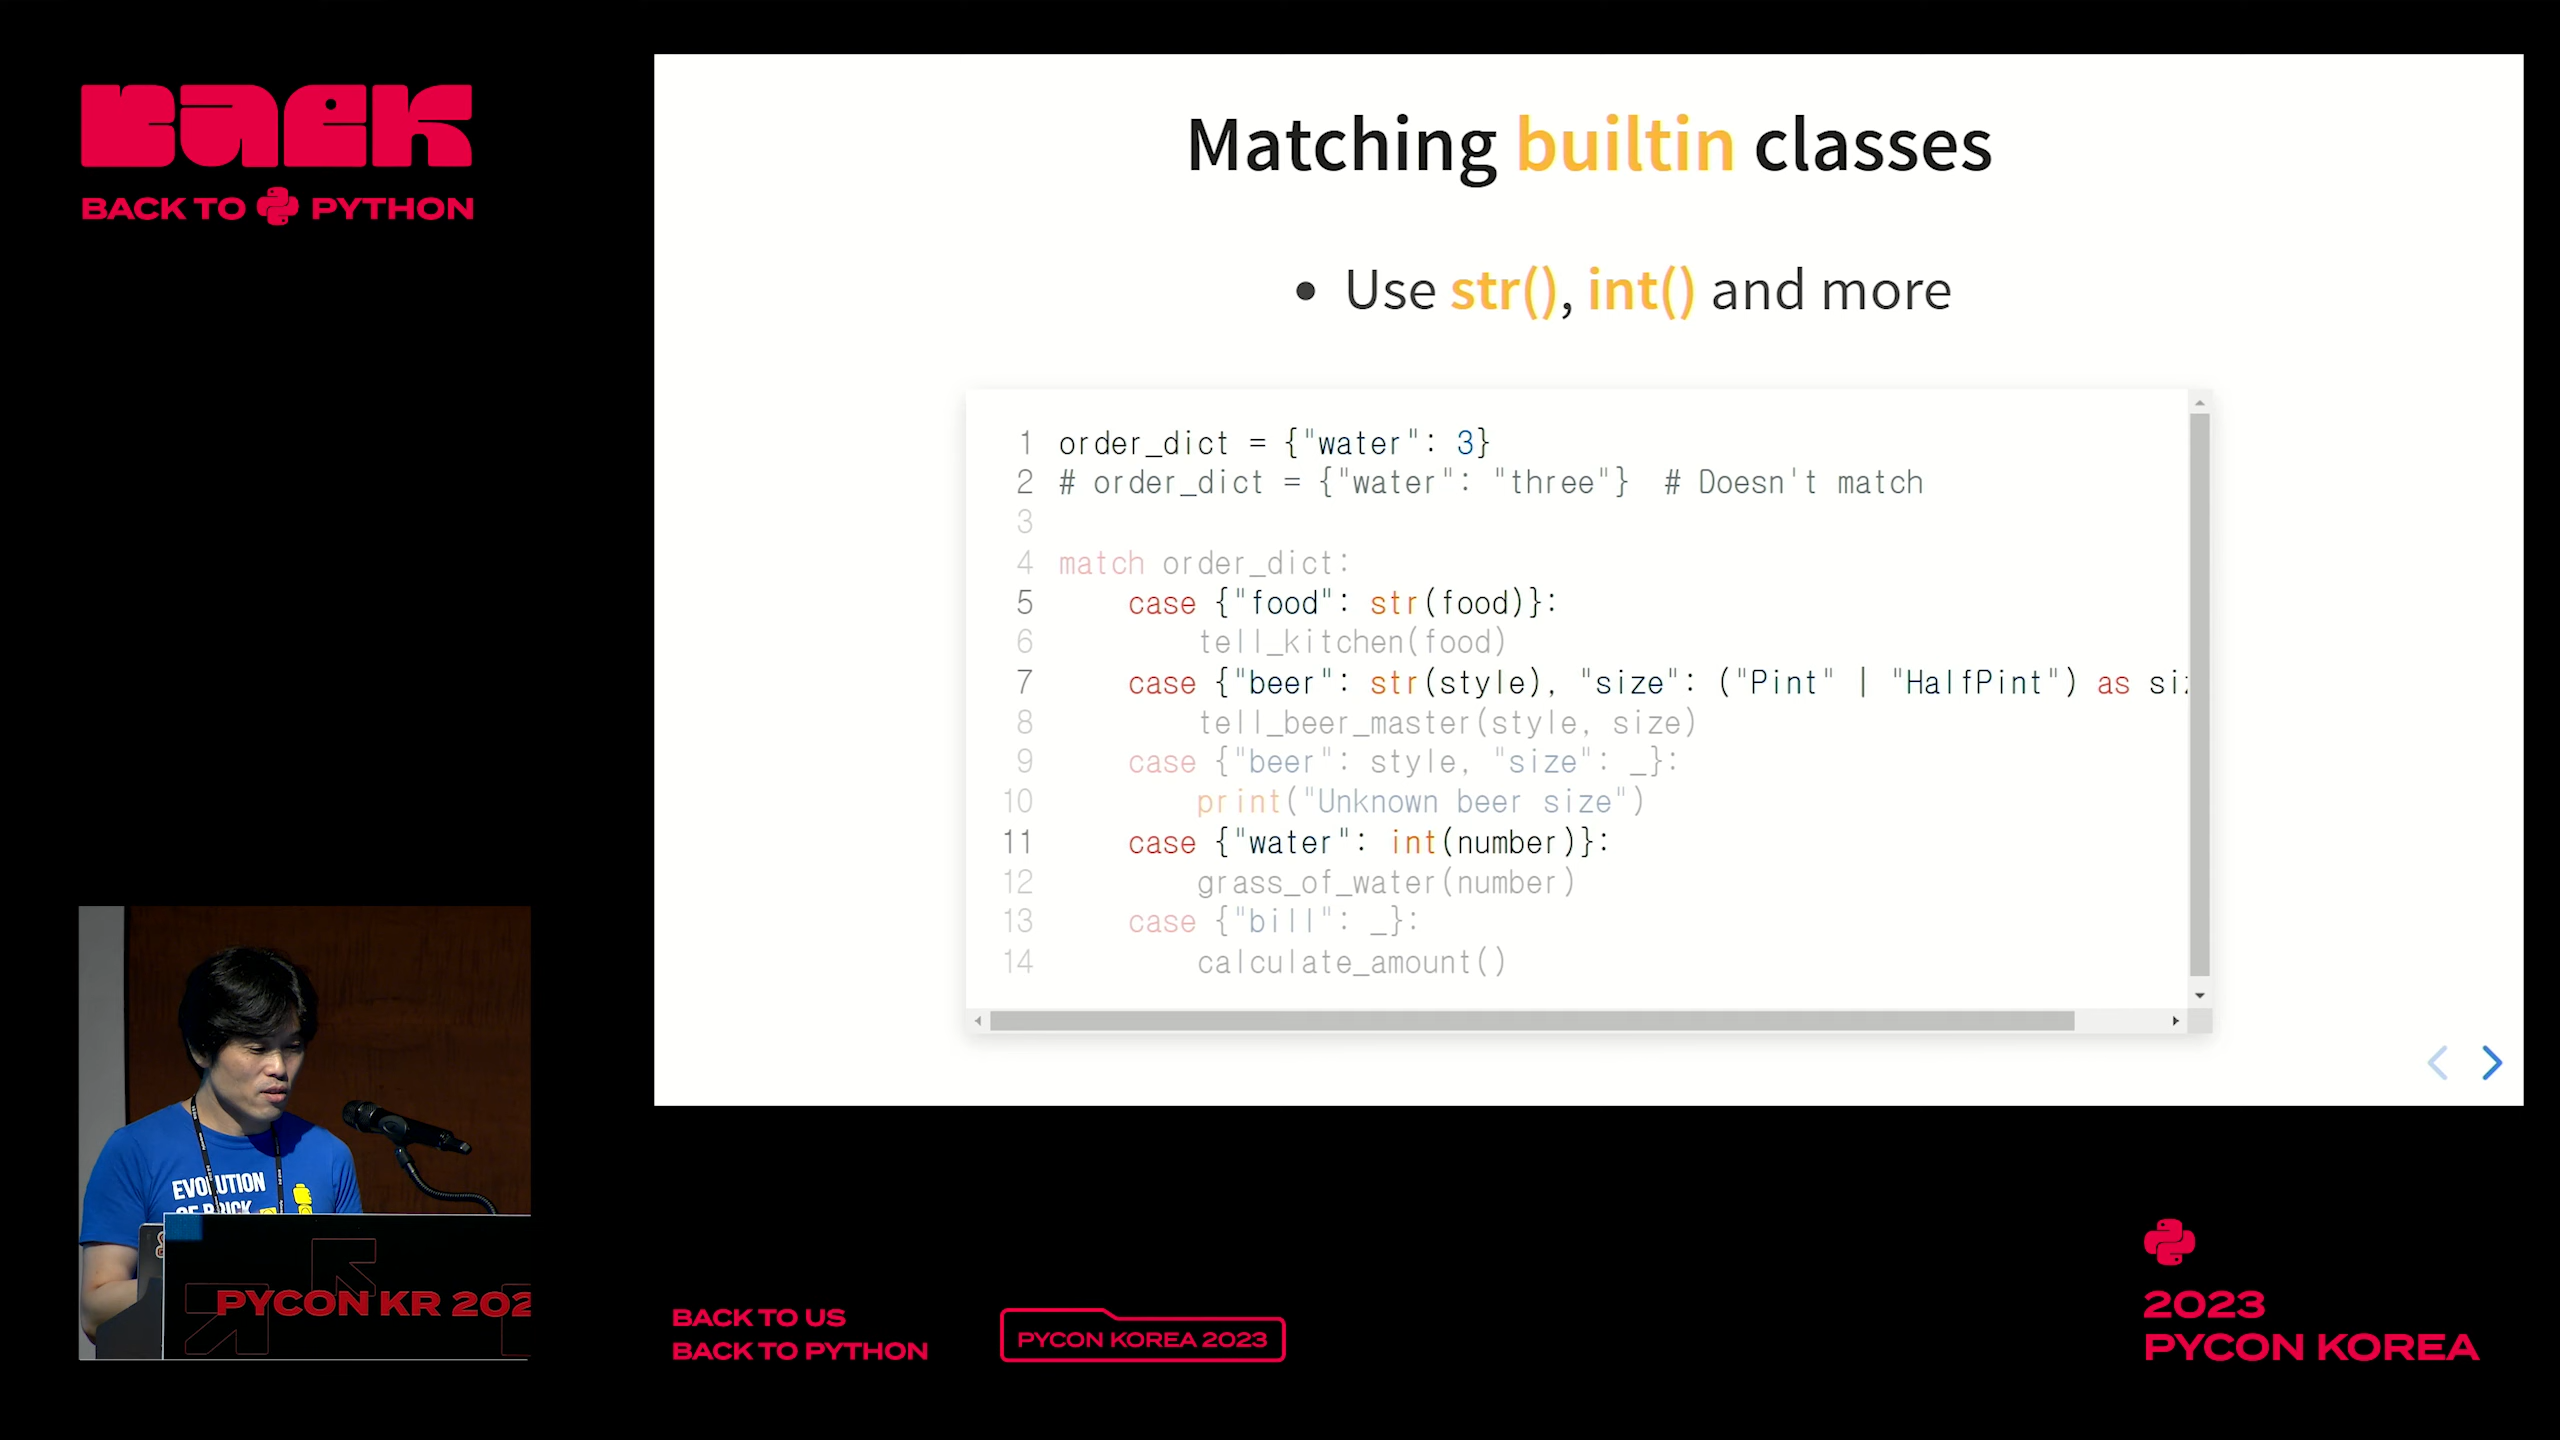 BACK
BACK TO PYTHON
Matching builtin classes
• Use str(), int() and more
1 order_dict = {"water": 3}
2 # order_dict = {"water": "three"}  # Doesn't match
3
4 match order_dict:
5     case {"food": str(food)}:
6         tell_kitchen(food)
7     case {"beer": str(style), "size": ("Pint" | "HalfPint") as siz
8         tell_beer_master(style, size)
9     case {"beer": style, "size": _}:
10         print("Unknown beer size")
11     case {"water": int(number)}:
12         grass_of_water(number)
13     case {"bill": _}:
14         calculate_amount()
EVOLUTION
OF BRICK
PYCON KR 202
BACK TO US
BACK TO PYTHON
PYCON KOREA 2023
2023
PYCON KOREA